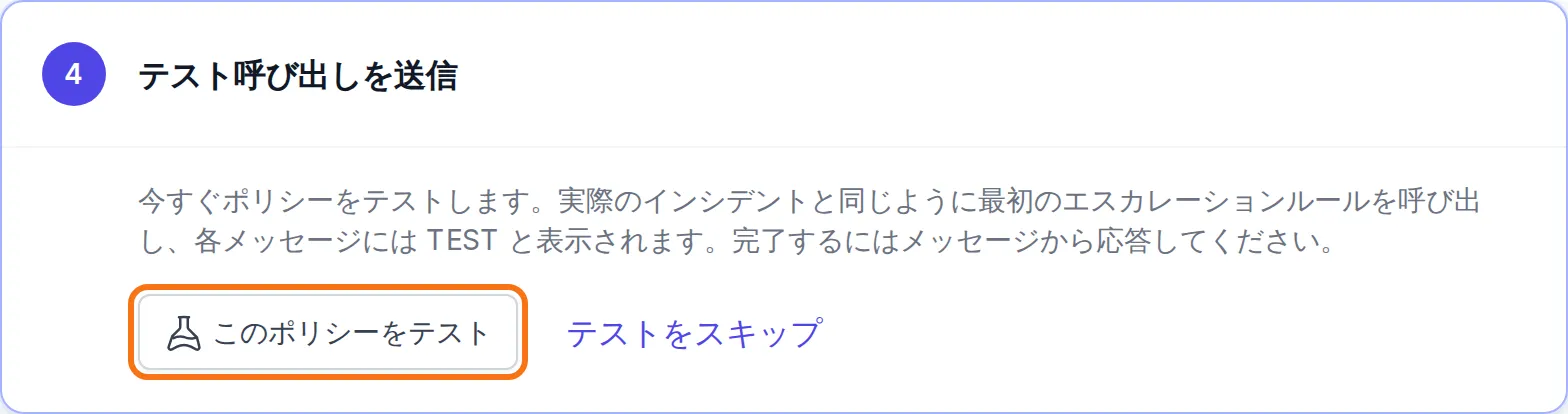 4
テスト呼び出しを送信
今すぐポリシーをテストします。実際のインシデントと同じように最初のエスカレーションルールを呼び出
し、各メッセージには TEST と表示されます。完了するにはメッセージから応答してください。
このポリシーをテスト
テストをスキップ